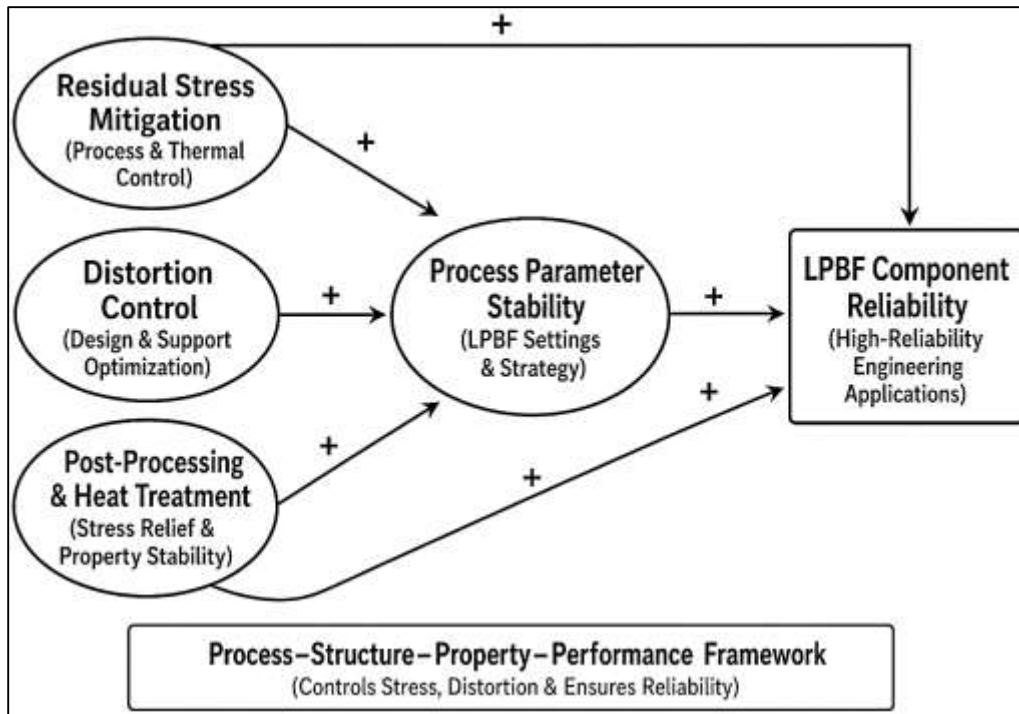 +
Residual Stress
Mitigation
(Process & Thermal
Control)
+
Distortion
Control
(Design & Support
Optimization)
+
Process Parameter
Stability
(LPBF Settings
& Strategy)
+
LPBF Component
Reliability
(High-Reliability
Engineering
Applications)
+
Post-Processing
& Heat Treatment
(Stress Relief &
Property Stability)
+
+
Process–Structure–Property–Performance Framework
(Controls Stress, Distortion & Ensures Reliability)